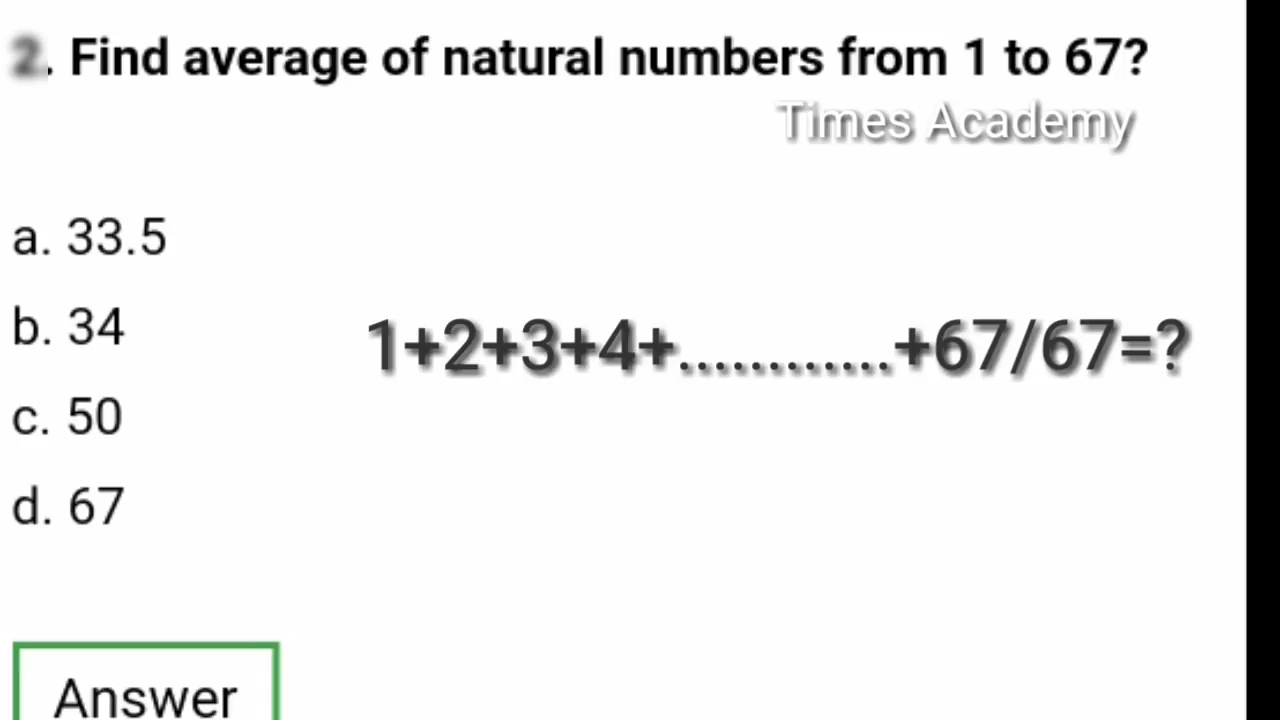 2. Find average of natural numbers from 1 to 67?
Times Academy
a. 33.5
b. 34
1+2+3+4+............+67/67=?
c. 50
d. 67
Answer